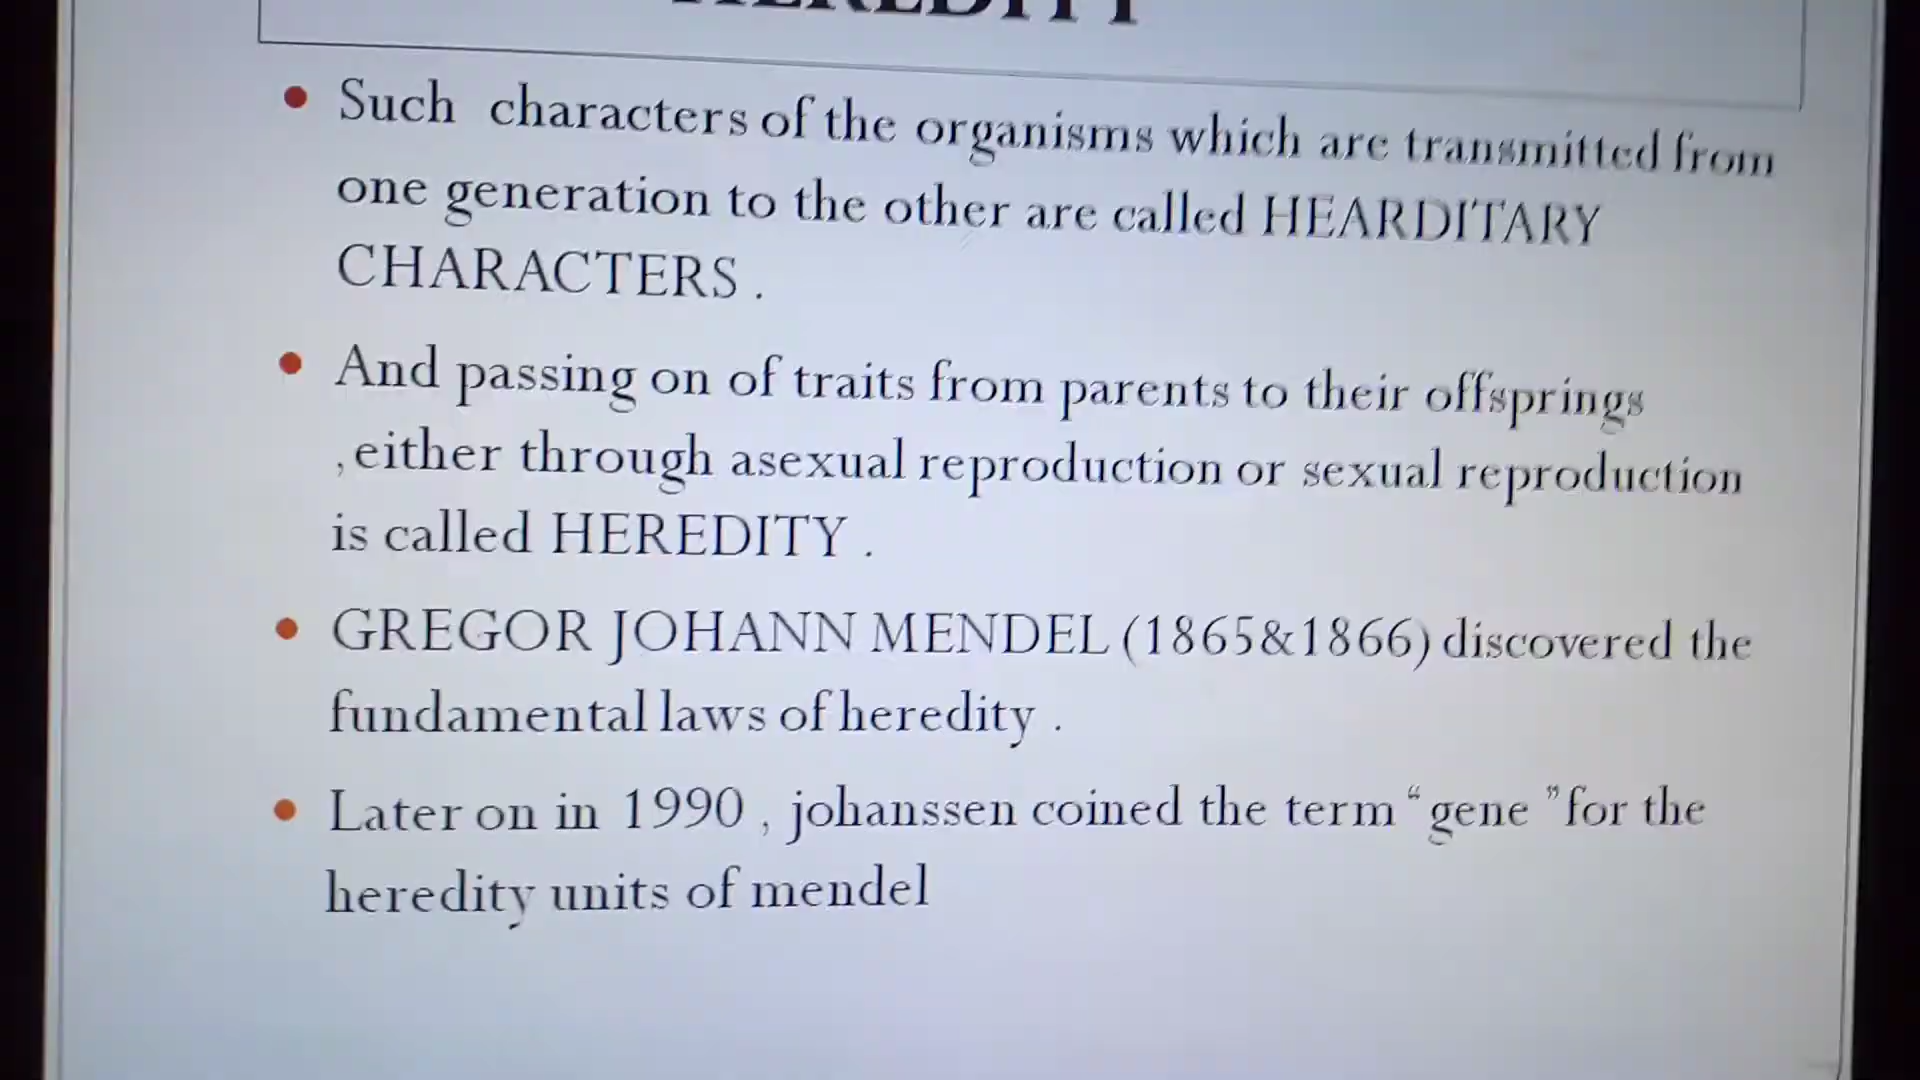 HEREDITY
Such characters of the organisms which are transmitted from
one generation to the other are called HEARDITARY
CHARACTERS .
And passing on of traits from parents to their offsprings
,either through asexual reproduction or sexual reproduction
is called HEREDITY .
GREGOR JOHANN MENDEL (1865&1866) discovered the
fundamental laws of heredity .
Later on in 1990 , johanssen coined the term “gene ”for the
heredity units of mendel